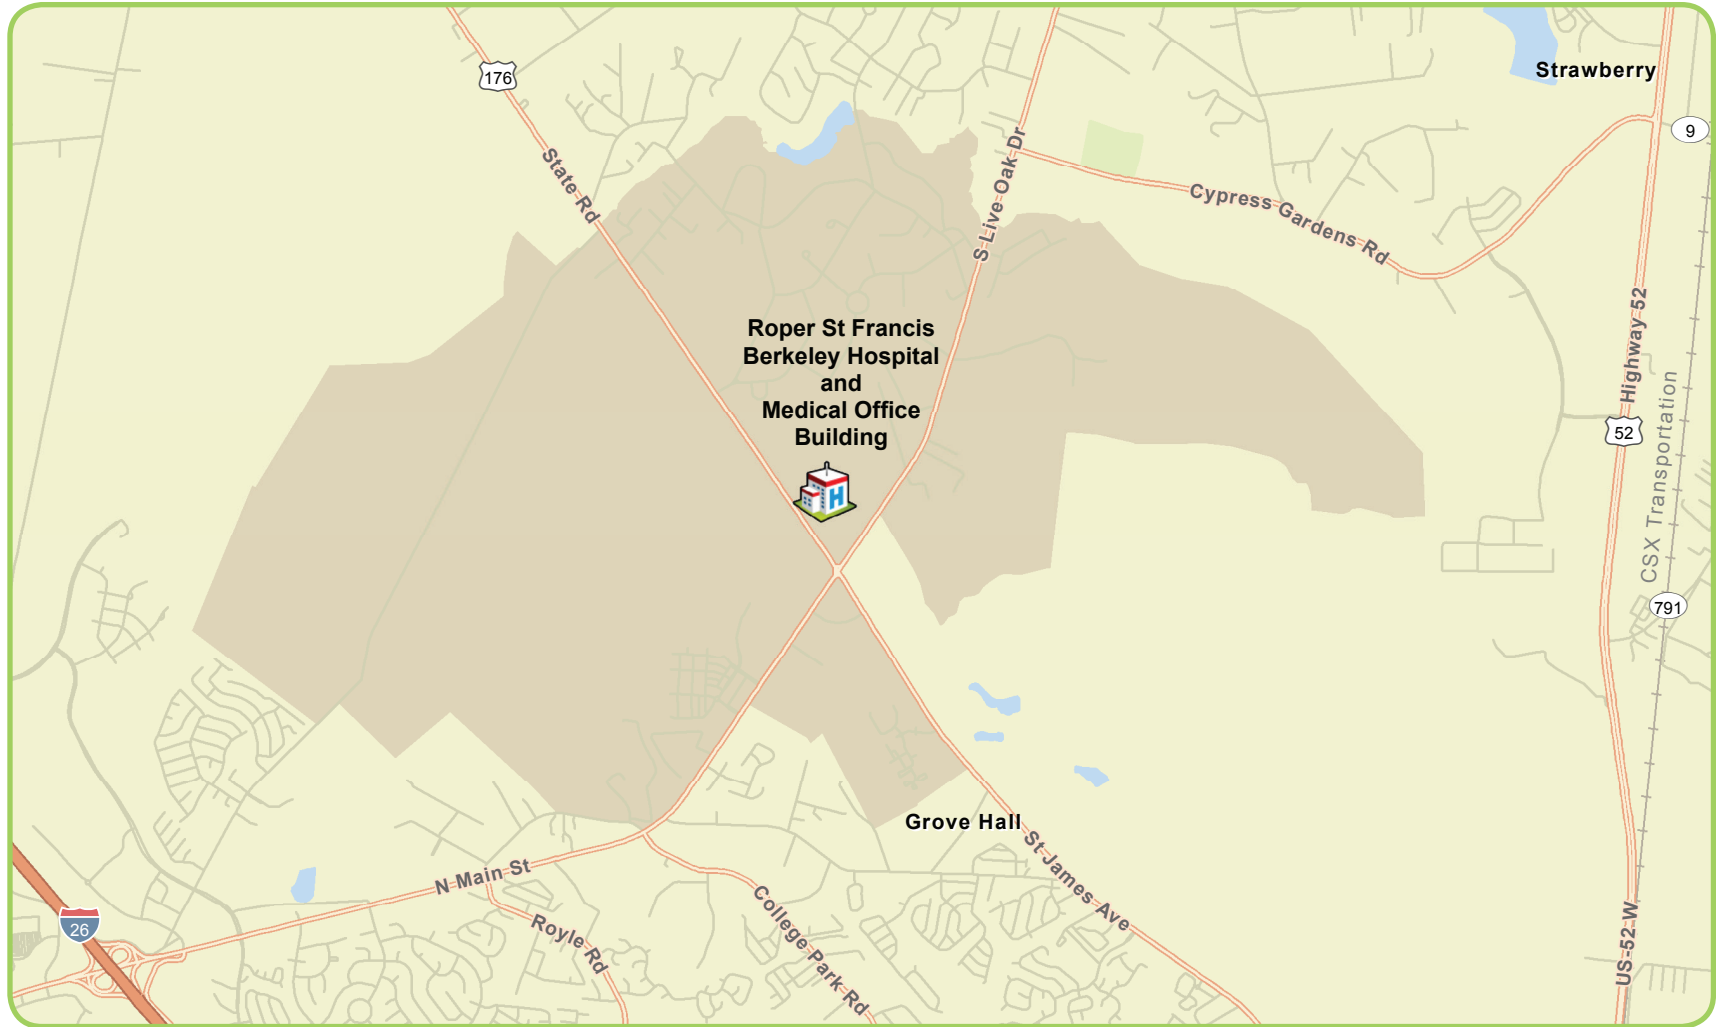 176
Strawberry
9
State Rd
S Live Oak Dr
Cypress Gardens Rd
Roper St Francis
Berkeley Hospital
and
Medical Office
Building
H
Highway 52
52
CSX Transportation
791
Grove Hall
St James Ave
N Main St
College Park Rd
Royle Rd
26
US-52-W